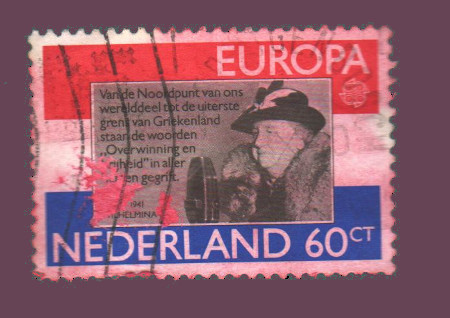 EUROPA
Van de Noordpunt van ons
werelddeel tot de uiterste
grens van Griekenland
staan de woorden
„Overwinning en
in aller
gegrift.
1941
NEDERLAND 60CT